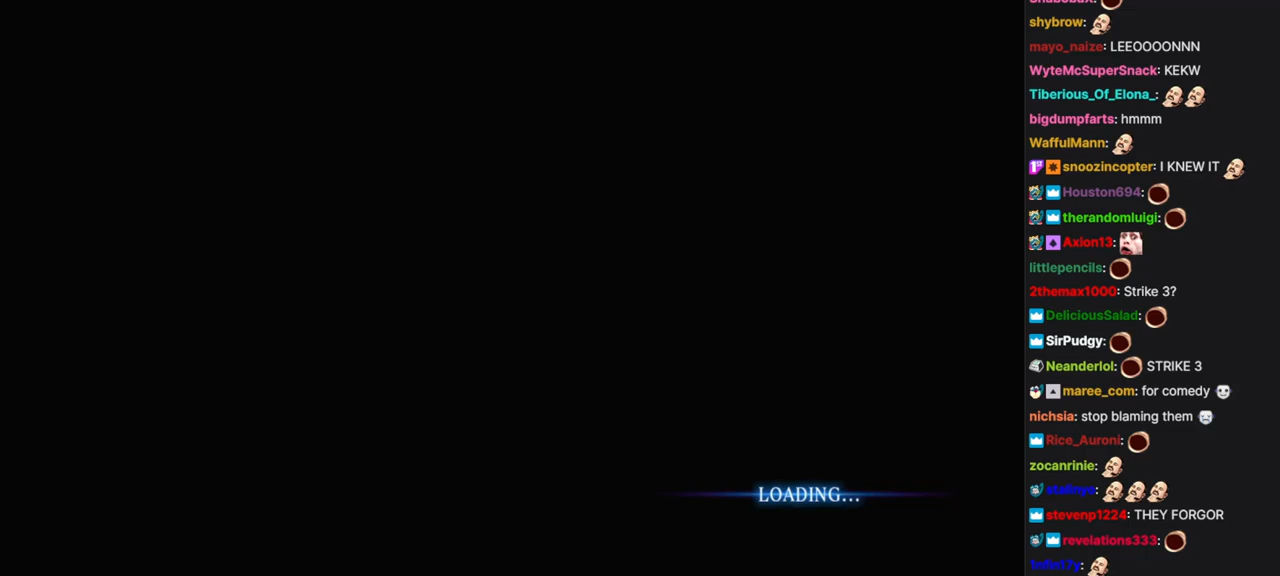 LOADING...
shybrow:
mayo_naize: LEEOOOONNN
WyteMcSuperSnack: KEKW
Tiberious_Of_Elona_:
bigdumpfarts: hmmm
WaffulMann:
snoozincopter: I KNEW IT
Houston694:
therandomluigi:
Axion13:
littlepencils:
2themax1000: Strike 3?
DeliciousSalad:
SirPudgy:
Neanderlol: STRIKE 3
maree_com: for comedy
nichsia: stop blaming them
Rice_Auroni:
zocanrinie:
stevenp1224: THEY FORGOR
revelations333: